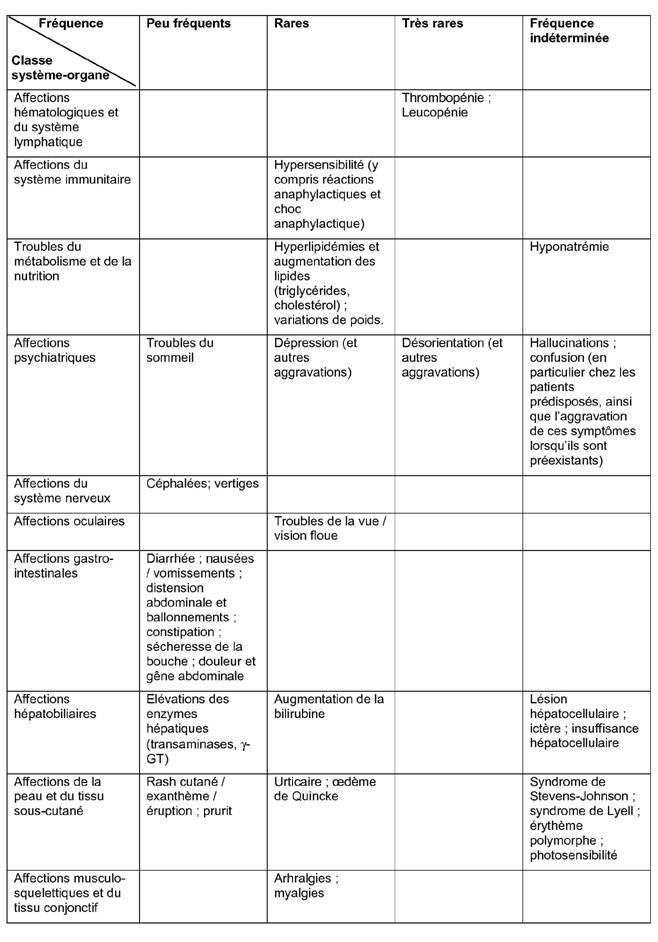 Fréquence
Classe
système-organe
Peu fréquents
Rares
Très rares
Fréquence
indéterminée
Affections
hématologiques et
du système
lymphatique
Thrombopénie ;
Leucopénie
Affections du
système immunitaire
Hypersensibilité (y
compris réactions
anaphylactiques et
choc
anaphylactique)
Troubles du
métabolisme et de la
nutrition
Hyperlipidémies et
augmentation des
lipides
(triglycérides,
cholestérol) ;
variations de poids.
Hyponatrémie
Affections
psychiatriques
Troubles du
sommeil
Dépression (et
autres
aggravations)
Désorientation (et
autres
aggravations)
Hallucinations ;
confusion (en
particulier chez les
patients
prédisposés, ainsi
que l'aggravation
de ces symptômes
lorsqu'ils sont
préexistants)
Affections du
système nerveux
Céphalées; vertiges
Affections oculaires
Troubles de la vue /
vision floue
Affections gastro-
intestinales
Diarrhée ; nausées
/ vomissements ;
distension
abdominale et
ballonnements ;
constipation ;
sécheresse de la
bouche ; douleur et
gêne abdominale
Affections
hépatobiliaires
Elévations des
enzymes
hépatiques
(transaminases, γ-
GT)
Augmentation de la
bilirubine
Lésion
hépatocellulaire ;
ictère ; insuffisance
hépatocellulaire
Affections de la
peau et du tissu
sous-cutané
Rash cutané /
exanthème /
éruption ; prurit
Urticaire ; œdème
de Quincke
Syndrome de
Stevens-Johnson ;
syndrome de Lyell ;
érythème
polymorphe ;
photosensibilité
Affections musculo-
squelettiques et du
tissu conjonctif
Arhralgies ;
myalgies